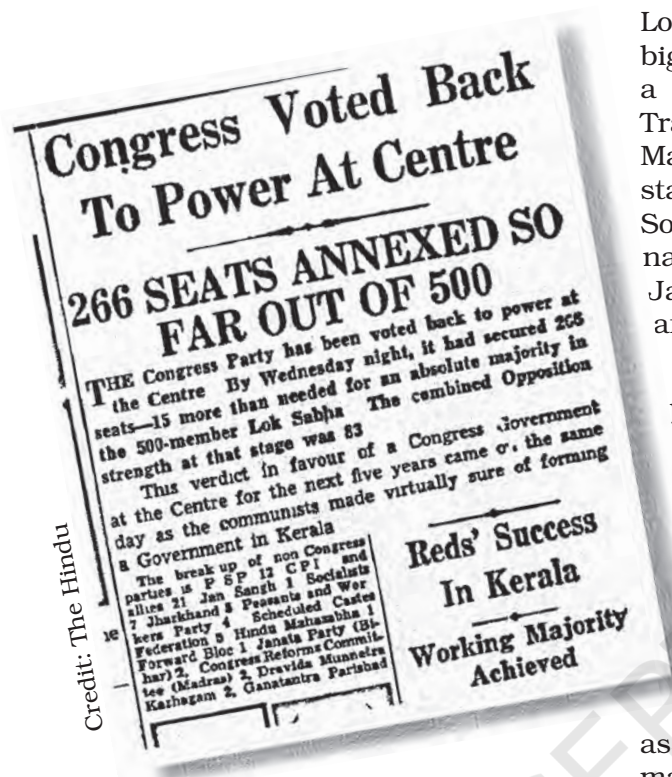 Congress Voted Back
To Power At Centre
266 SEATS ANNEXED SO
FAR OUT OF 500
THE Congress Party has been voted back to power at
the Centre By Wednesday night, it had secured 266
seats—15 more than needed for an absolute majority in
the 500-member Lok Sabha The combined Opposition
strength at that stage was 83
This verdict in favour of a Congress Government
at the Centre for the next five years came the same
day as the communists made virtually sure of forming
a Government in Kerala
The break up of non Congress
parties is P S P 12 C P I and
allies 21 Jan Sangh 1 Socialists
7 Jharkhand Peasants and Wor
kers Party 4 Scheduled Castes
Federation 5 Hindu Mahasabha 1
Forward Bloc 1 Janata Party (Bi-
har) 2, Congress Reforms Commit-
tee (Madras) 2, Dravida Munnetra
Kazhagam 2, Ganatantra Parishad
Reds' Success
In Kerala
Working Majority
Achieved
Credit: The Hindu
Lo
big
a
Tra
Ma
sta
So
na
Ja
as